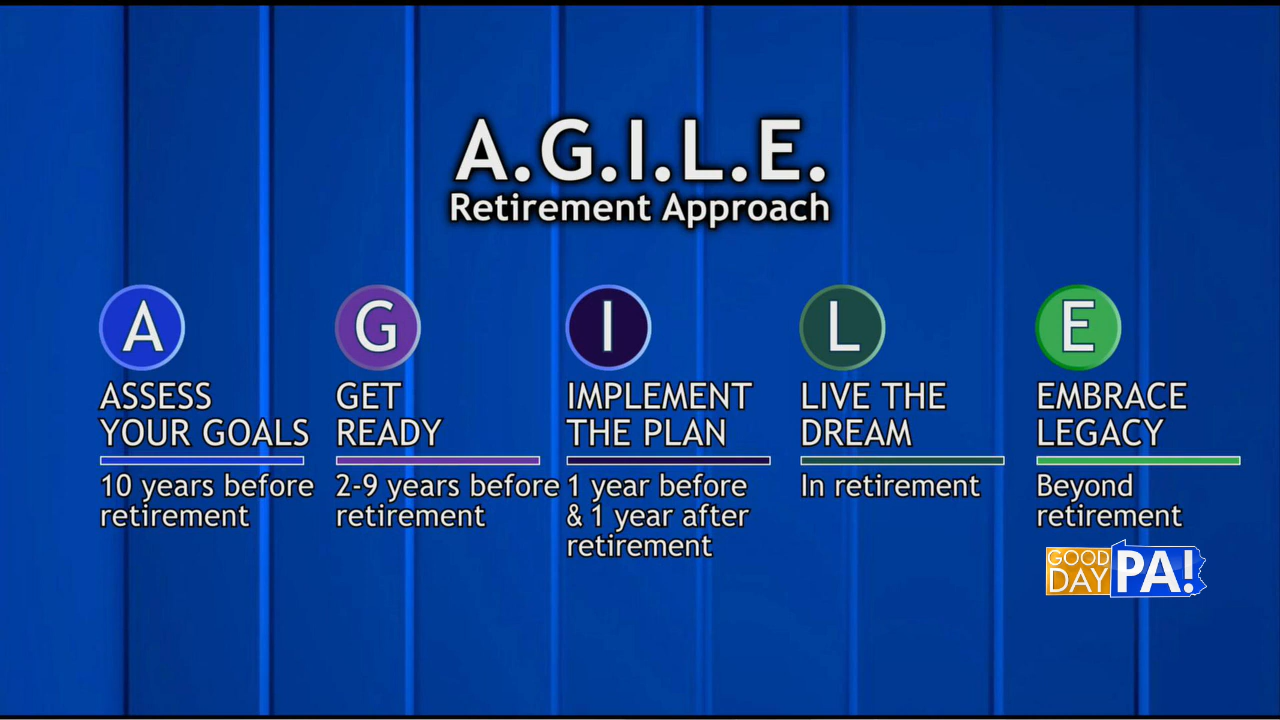 A.G.I.L.E.
Retirement Approach
A
ASSESS
YOUR GOALS
10 years before
retirement
G
GET
READY
2-9 years before
retirement
I
IMPLEMENT
THE PLAN
1 year before
& 1 year after
retirement
L
LIVE THE
DREAM
In retirement
E
EMBRACE
LEGACY
Beyond
retirement
GOOD
DAY
PA!